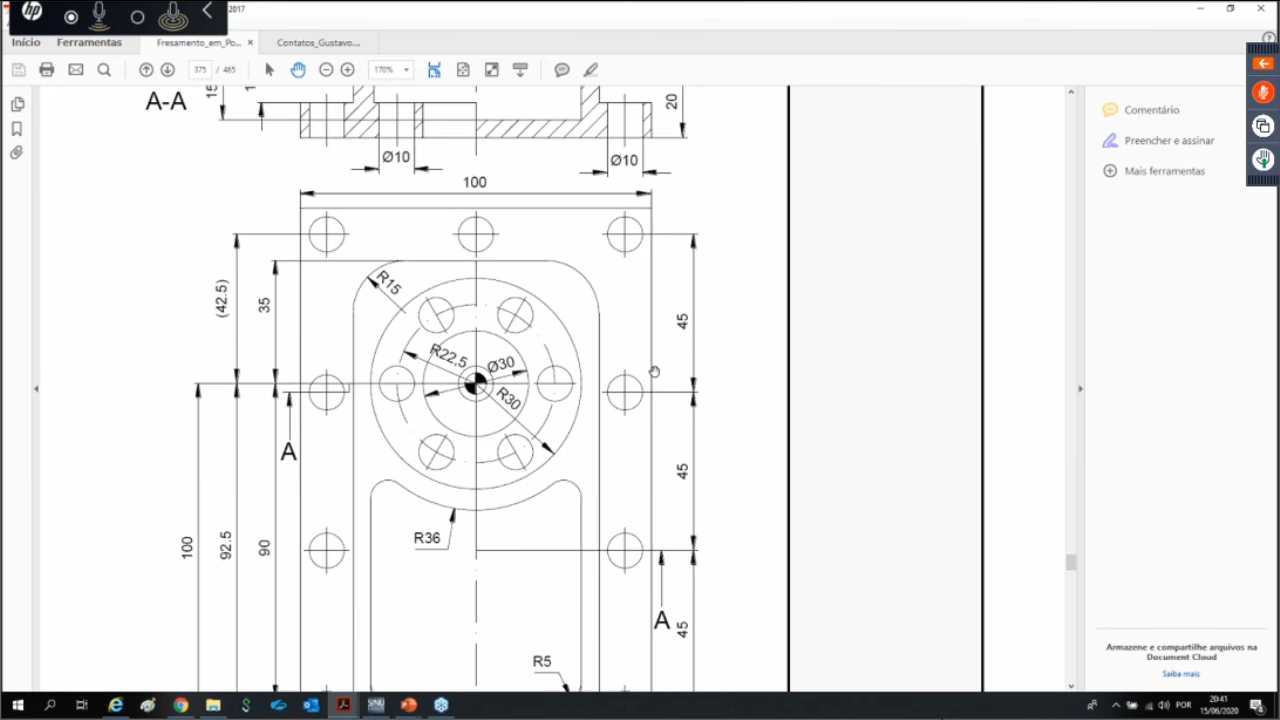 hp
2017
Início Ferramentas Fresamento_em_Po... × Contatos_Gustavo...
375 / 465 170%
A-A
20
Ø10
Ø10
100
(42.5)
35
R15
R22,5
Ø30
R30
45
A
R36
100
92.5
90
45
A
45
R5
Comentário
Preencher e assinar
Mais ferramentas
Armazene e compartilhe arquivos na
Document Cloud
Saiba mais
POR
20:41
15/06/2020
4